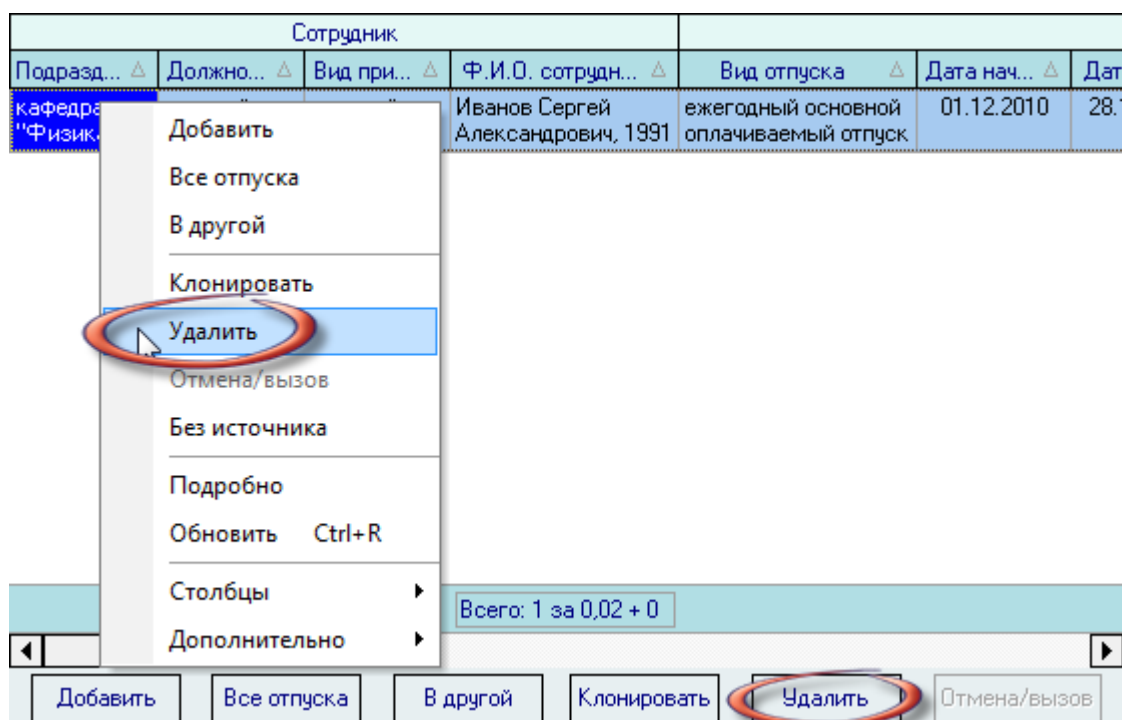 Сотрудник
Подразд... Должно... Вид при... Ф.И.О. сотрудн... Вид отпуска Дата нач... Дат
кафедра Иванов Сергей ежегодный основной 01.12.2010 28.1
"Физик Александрович, 1991 оплачиваемый отпуск
Добавить
Все отпуска
В другой
Клонировать
Удалить
Отмена/вызов
Без источника
Подробно
Обновить Ctrl+R
Столбцы
Дополнительно
Всего: 1 за 0,02 + 0
Добавить Все отпуска В другой Клонировать Удалить Отмена/вызов